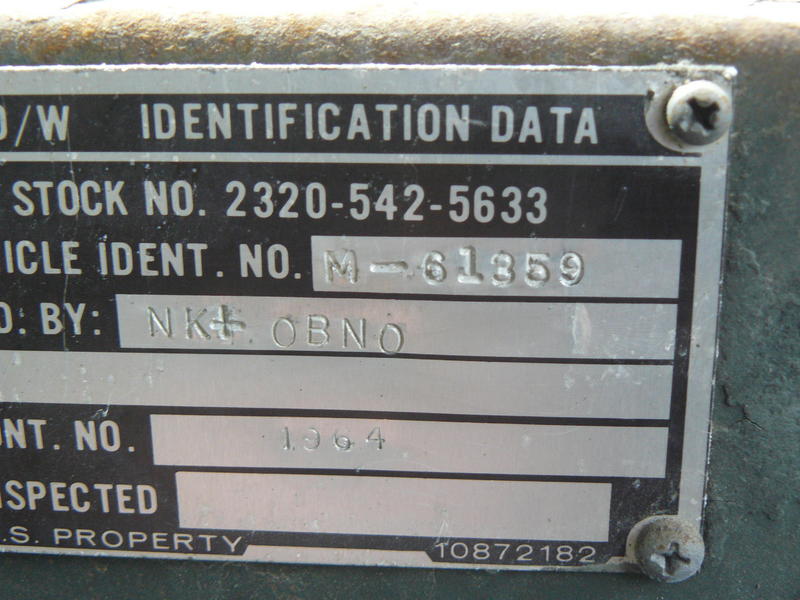 O/W IDENTIFICATION DATA
STOCK NO. 2320-542-5633
ICLE IDENT. NO. M-61359
D. BY: NK+ OBNO
ONT. NO. 1964
SPECTED
.S. PROPERTY 10872182